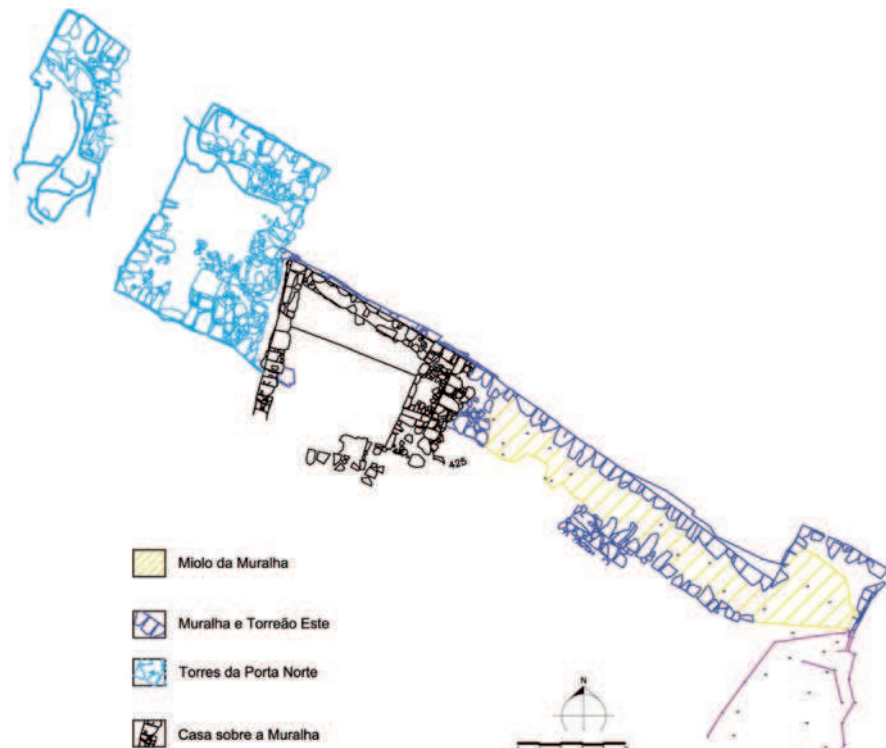 425
Miolo da Muralha
Muralha e Torreão Este
Torres da Porta Norte
Casa sobre a Muralha
N